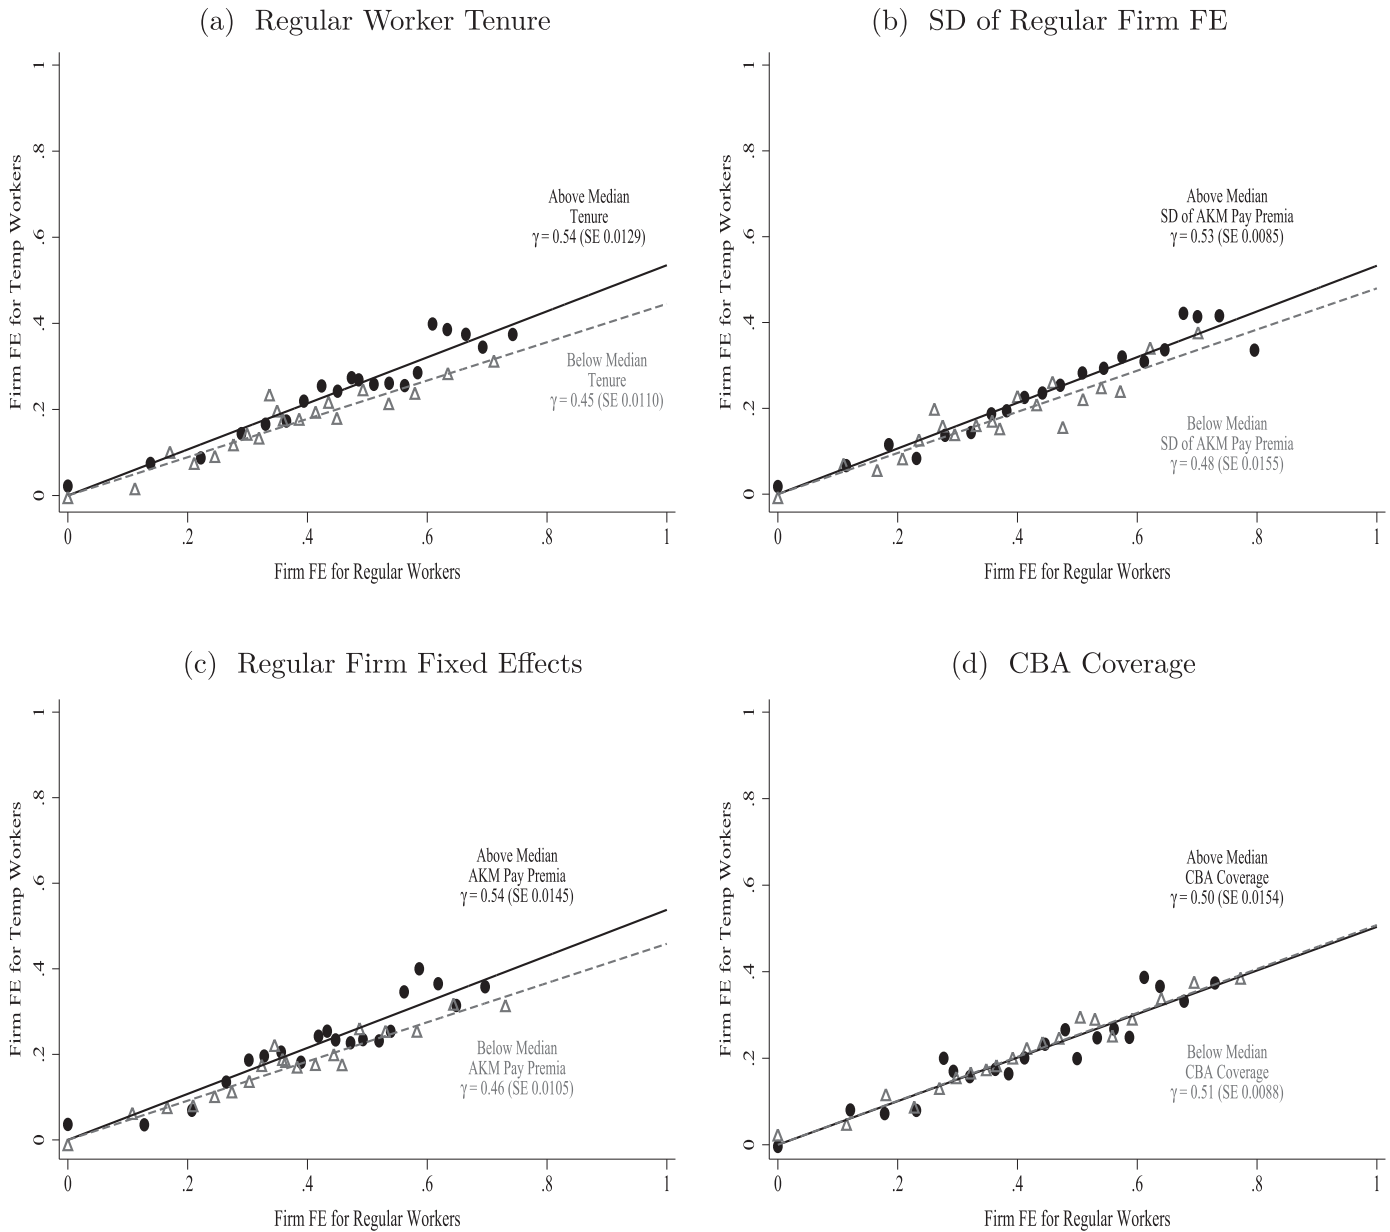 (a) Regular Worker Tenure
Firm FE for Temp Workers
1
.8
.6
.4
.2
0
Above Median
Tenure
γ = 0.54 (SE 0.0129)
Below Median
Tenure
γ = 0.45 (SE 0.0110)
0 .2 .4 .6 .8 1
Firm FE for Regular Workers
(b) SD of Regular Firm FE
Firm FE for Temp Workers
1
.8
.6
.4
.2
0
Above Median
SD of AKM Pay Premia
γ = 0.53 (SE 0.0085)
Below Median
SD of AKM Pay Premia
γ = 0.48 (SE 0.0155)
0 .2 .4 .6 .8 1
Firm FE for Regular Workers
(c) Regular Firm Fixed Effects
Firm FE for Temp Workers
1
.8
.6
.4
.2
0
Above Median
AKM Pay Premia
γ = 0.54 (SE 0.0145)
Below Median
AKM Pay Premia
γ = 0.46 (SE 0.0105)
0 .2 .4 .6 .8 1
Firm FE for Regular Workers
(d) CBA Coverage
Firm FE for Temp Workers
1
.8
.6
.4
.2
0
Above Median
CBA Coverage
γ = 0.50 (SE 0.0154)
Below Median
CBA Coverage
γ = 0.51 (SE 0.0088)
0 .2 .4 .6 .8 1
Firm FE for Regular Workers